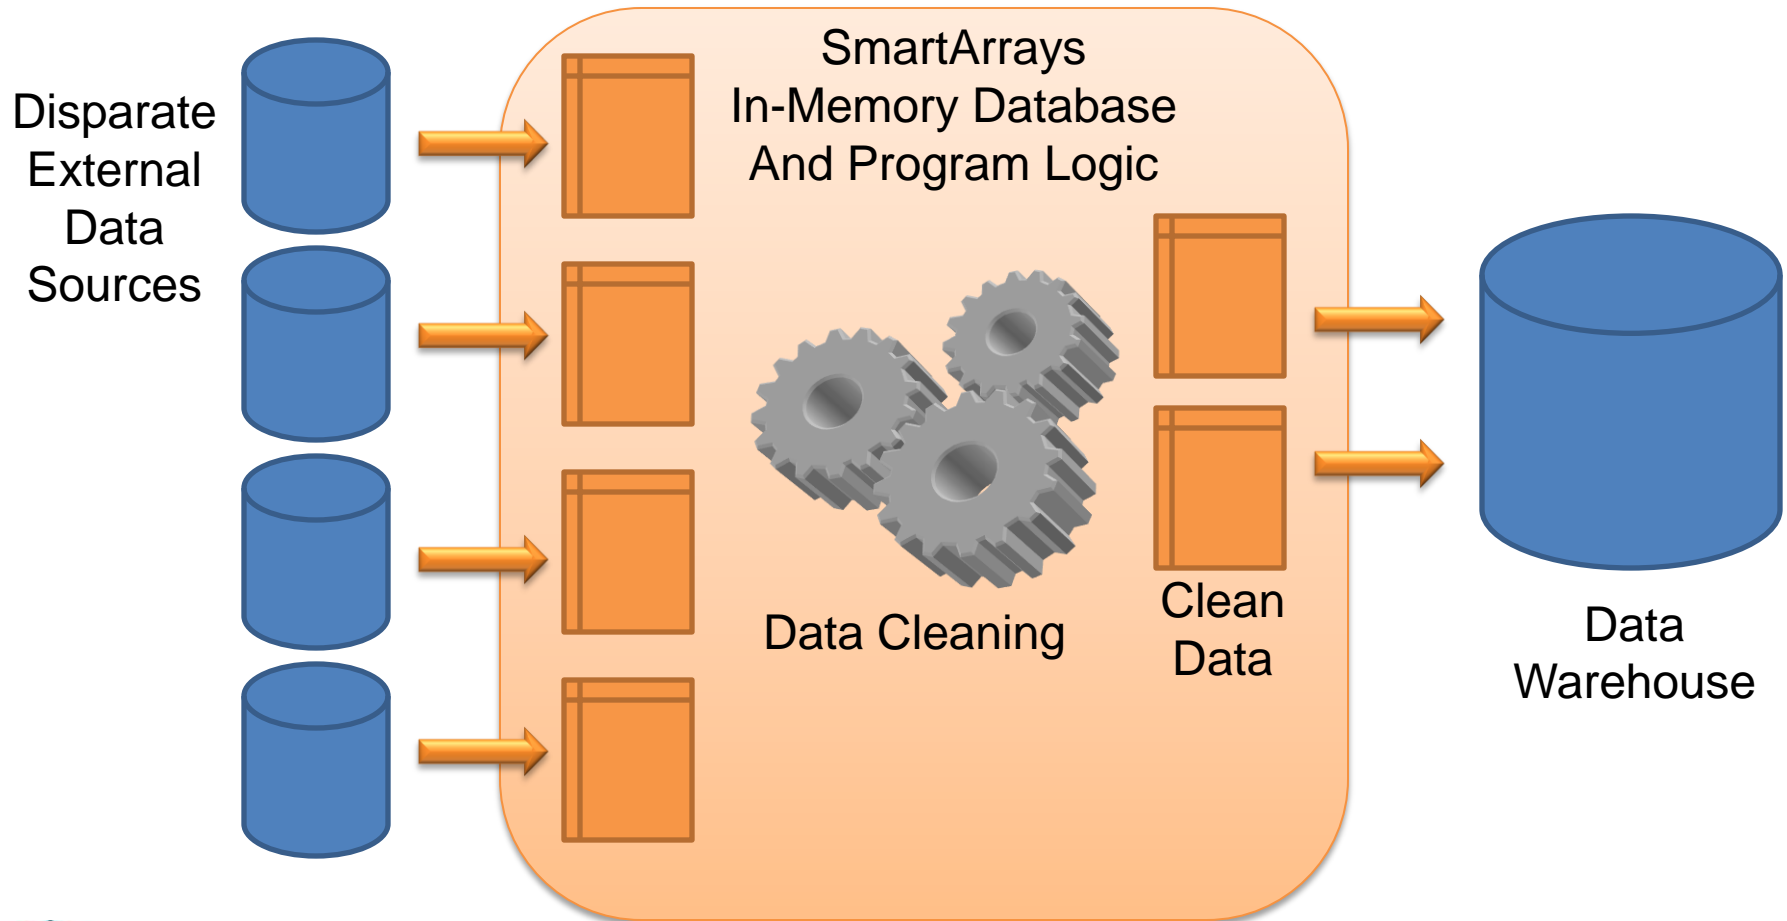 Disparate
External
Data
Sources
SmartArrays
In-Memory Database
And Program Logic
Data Cleaning
Clean
Data
Data
Warehouse